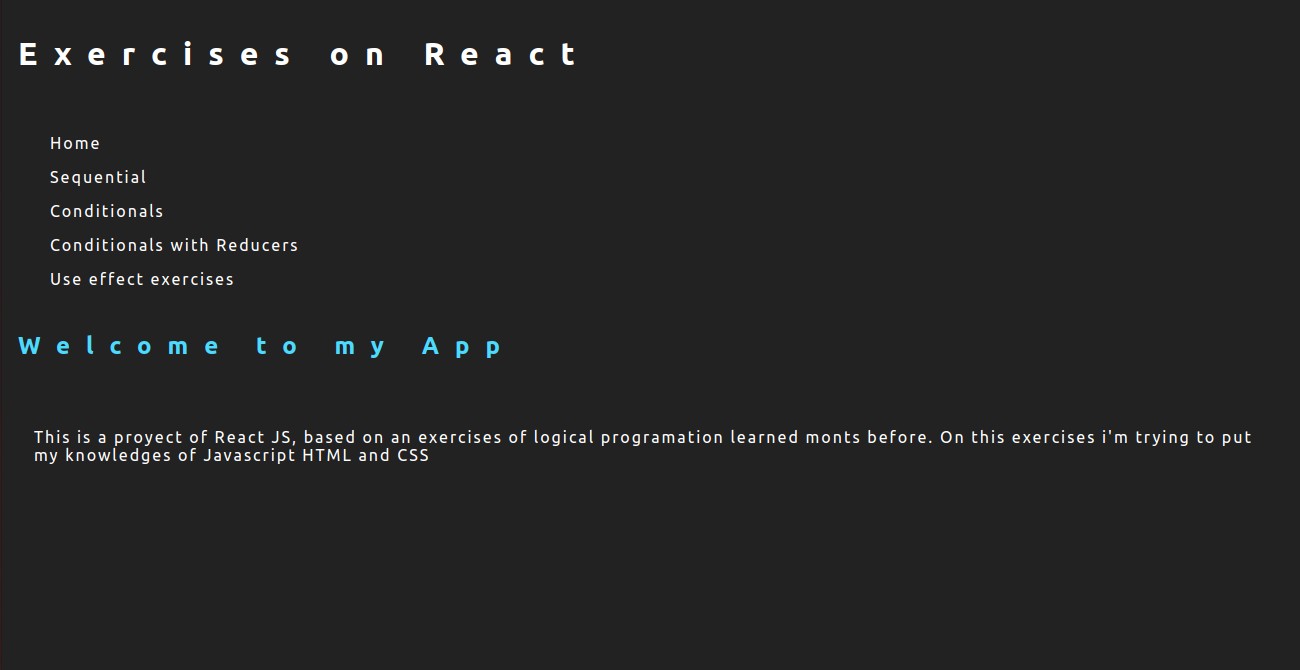 Exercises on React
Home
Sequential
Conditionals
Conditionals with Reducers
Use effect exercises
Welcome to my App
This is a proyect of React JS, based on an exercises of logical programation learned monts before. On this exercises i'm trying to put
my knowledges of Javascript HTML and CSS